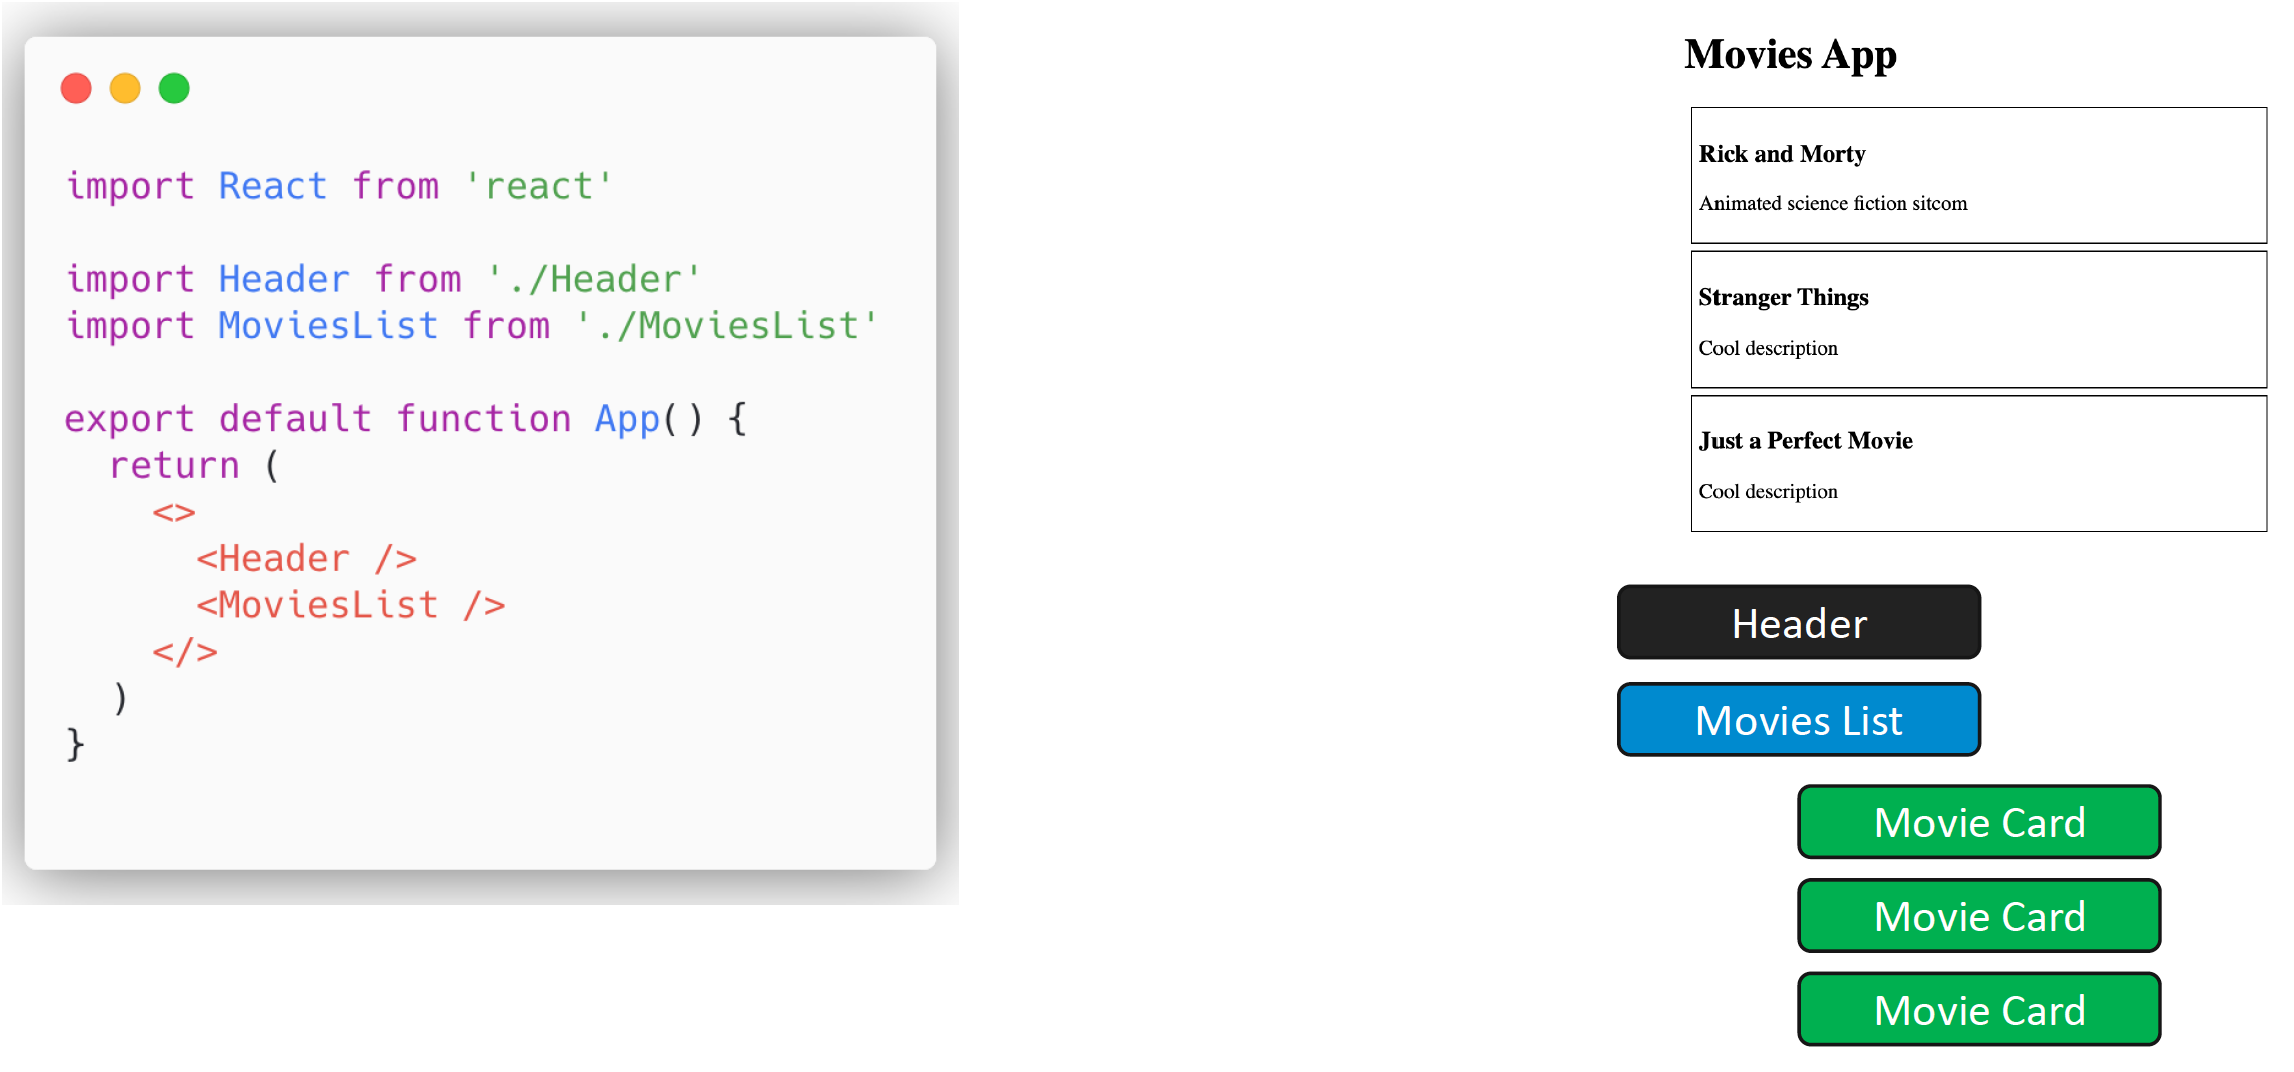 import React from 'react'
import Header from './Header'
import MoviesList from './MoviesList'
export default function App() {
  return (
    <>
      <Header />
      <MoviesList />
    </>
  )
}
Movies App
Rick and Morty
Animated science fiction sitcom
Stranger Things
Cool description
Just a Perfect Movie
Cool description
Header
Movies List
Movie Card
Movie Card
Movie Card